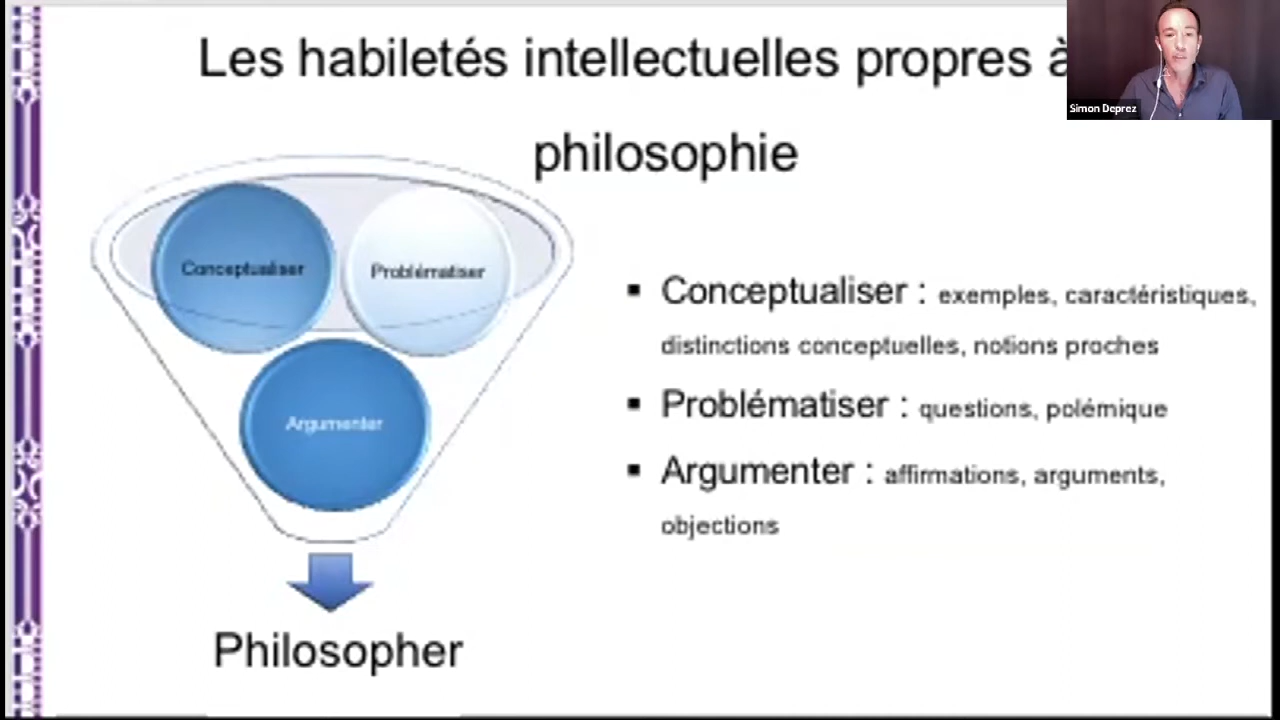 Les habiletés intellectuelles propres à
philosophie
Simon Deprez
Conceptualiser
Problématiser
Argumenter
Philosopher
▪ Conceptualiser : exemples, caractéristiques,
distinctions conceptuelles, notions proches
▪ Problématiser : questions, polémique
▪ Argumenter : affirmations, arguments,
objections